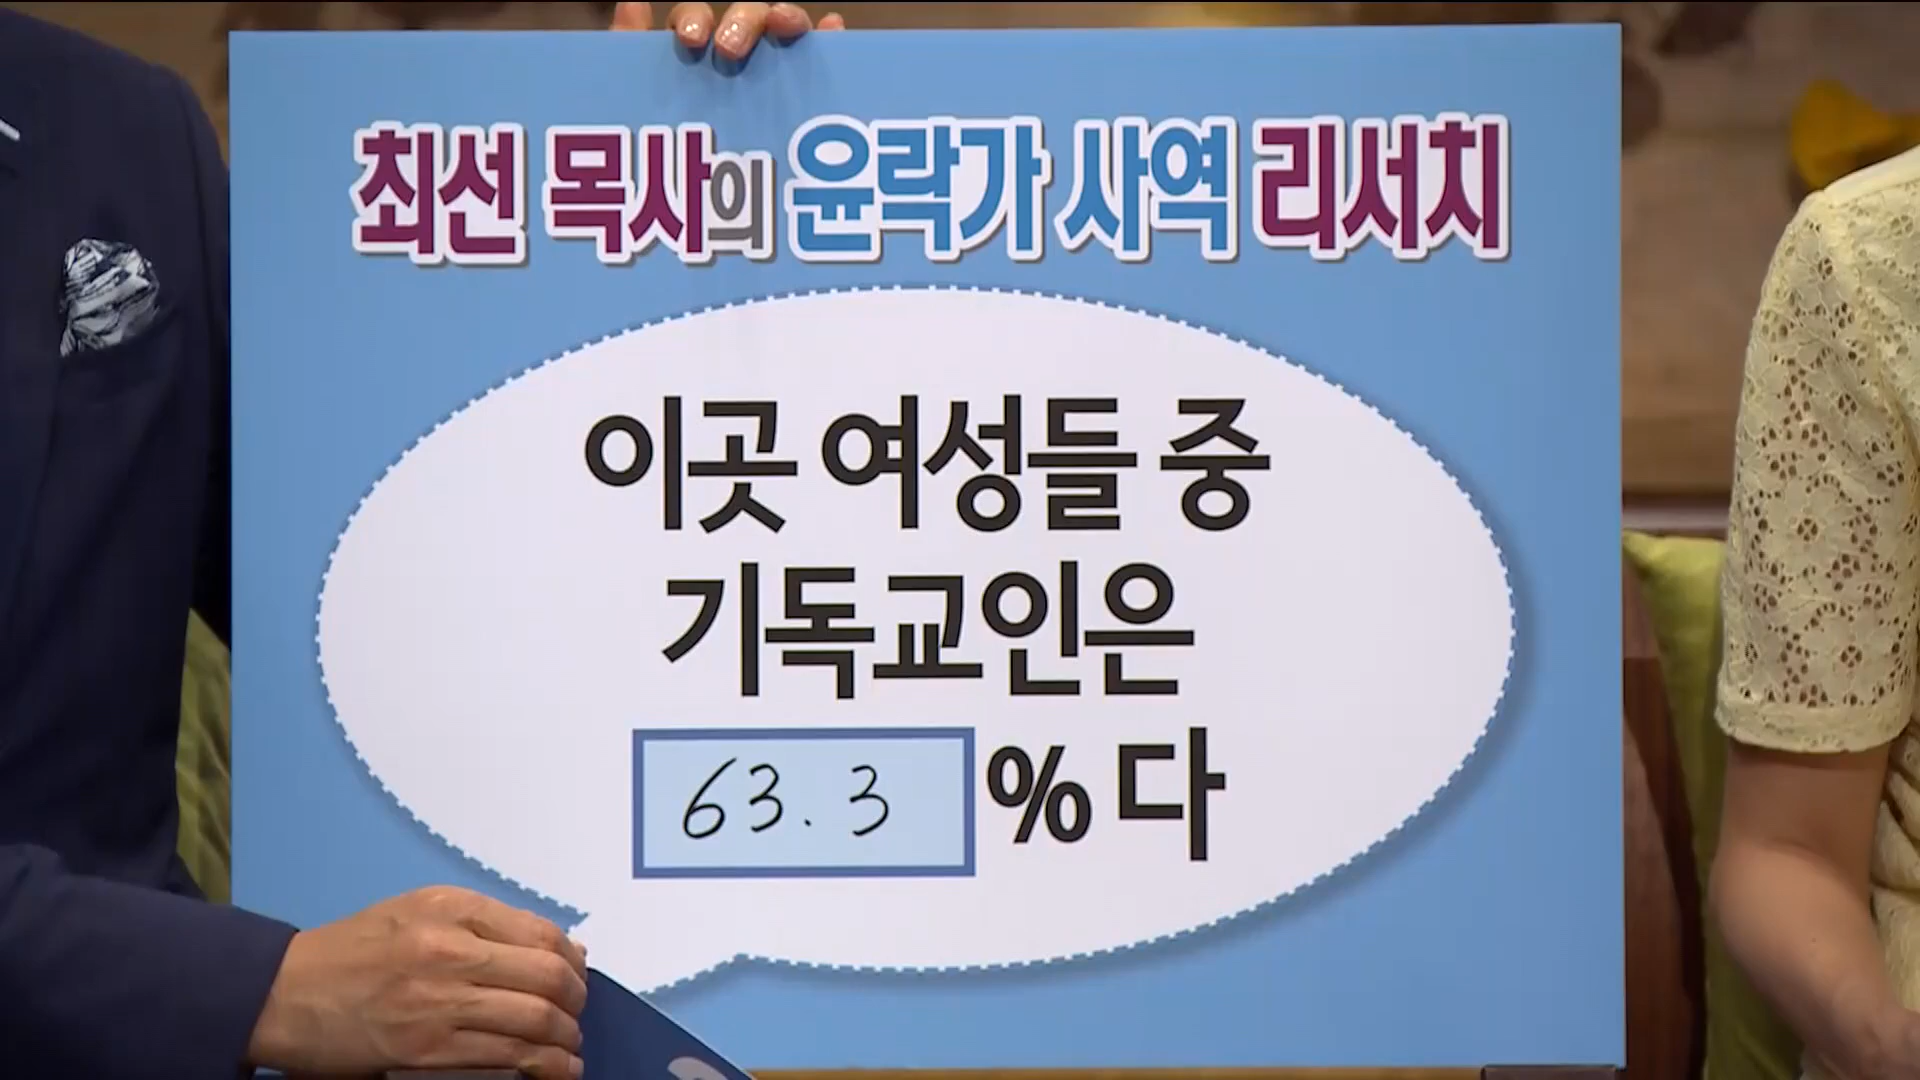 최선 목사의 윤락가 사역 리서치
이곳 여성들 중
기독교인은
63.3 % 다